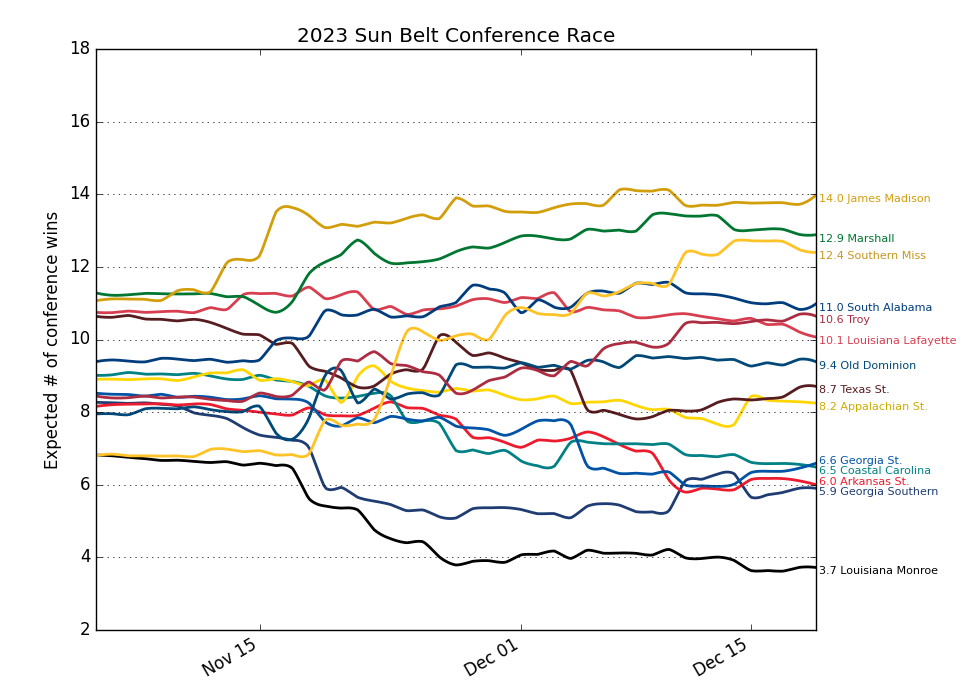 2023 Sun Belt Conference Race
Expected # of conference wins
18
16
14
12
10
8
6
4
2
14.0 James Madison
12.9 Marshall
12.4 Southern Miss
11.0 South Alabama
10.6 Troy
10.1 Louisiana Lafayette
9.4 Old Dominion
8.7 Texas St.
8.2 Appalachian St.
6.6 Georgia St.
6.5 Coastal Carolina
6.0 Arkansas St.
5.9 Georgia Southern
3.7 Louisiana Monroe
Nov 15
Dec 01
Dec 15